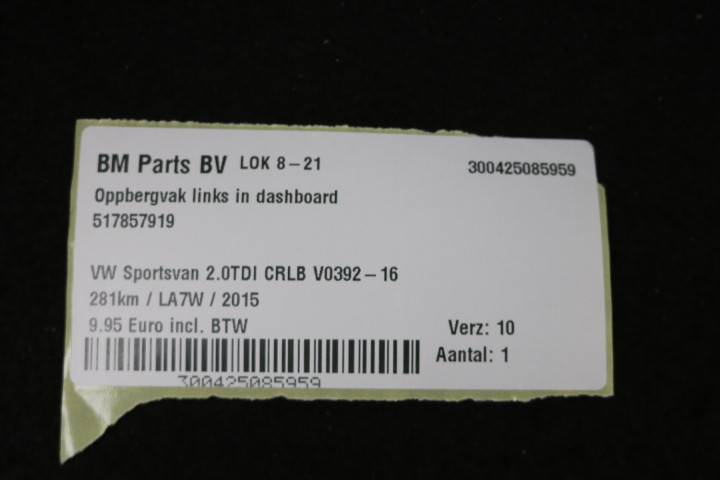 BM Parts BV LOK 8-21 300425085959
Oppbergvak links in dashboard
517857919
VW Sportsvan 2.0TDI CRLB V0392-16
281km / LA7W / 2015
9.95 Euro incl. BTW Verz: 10
Aantal: 1
300425085959